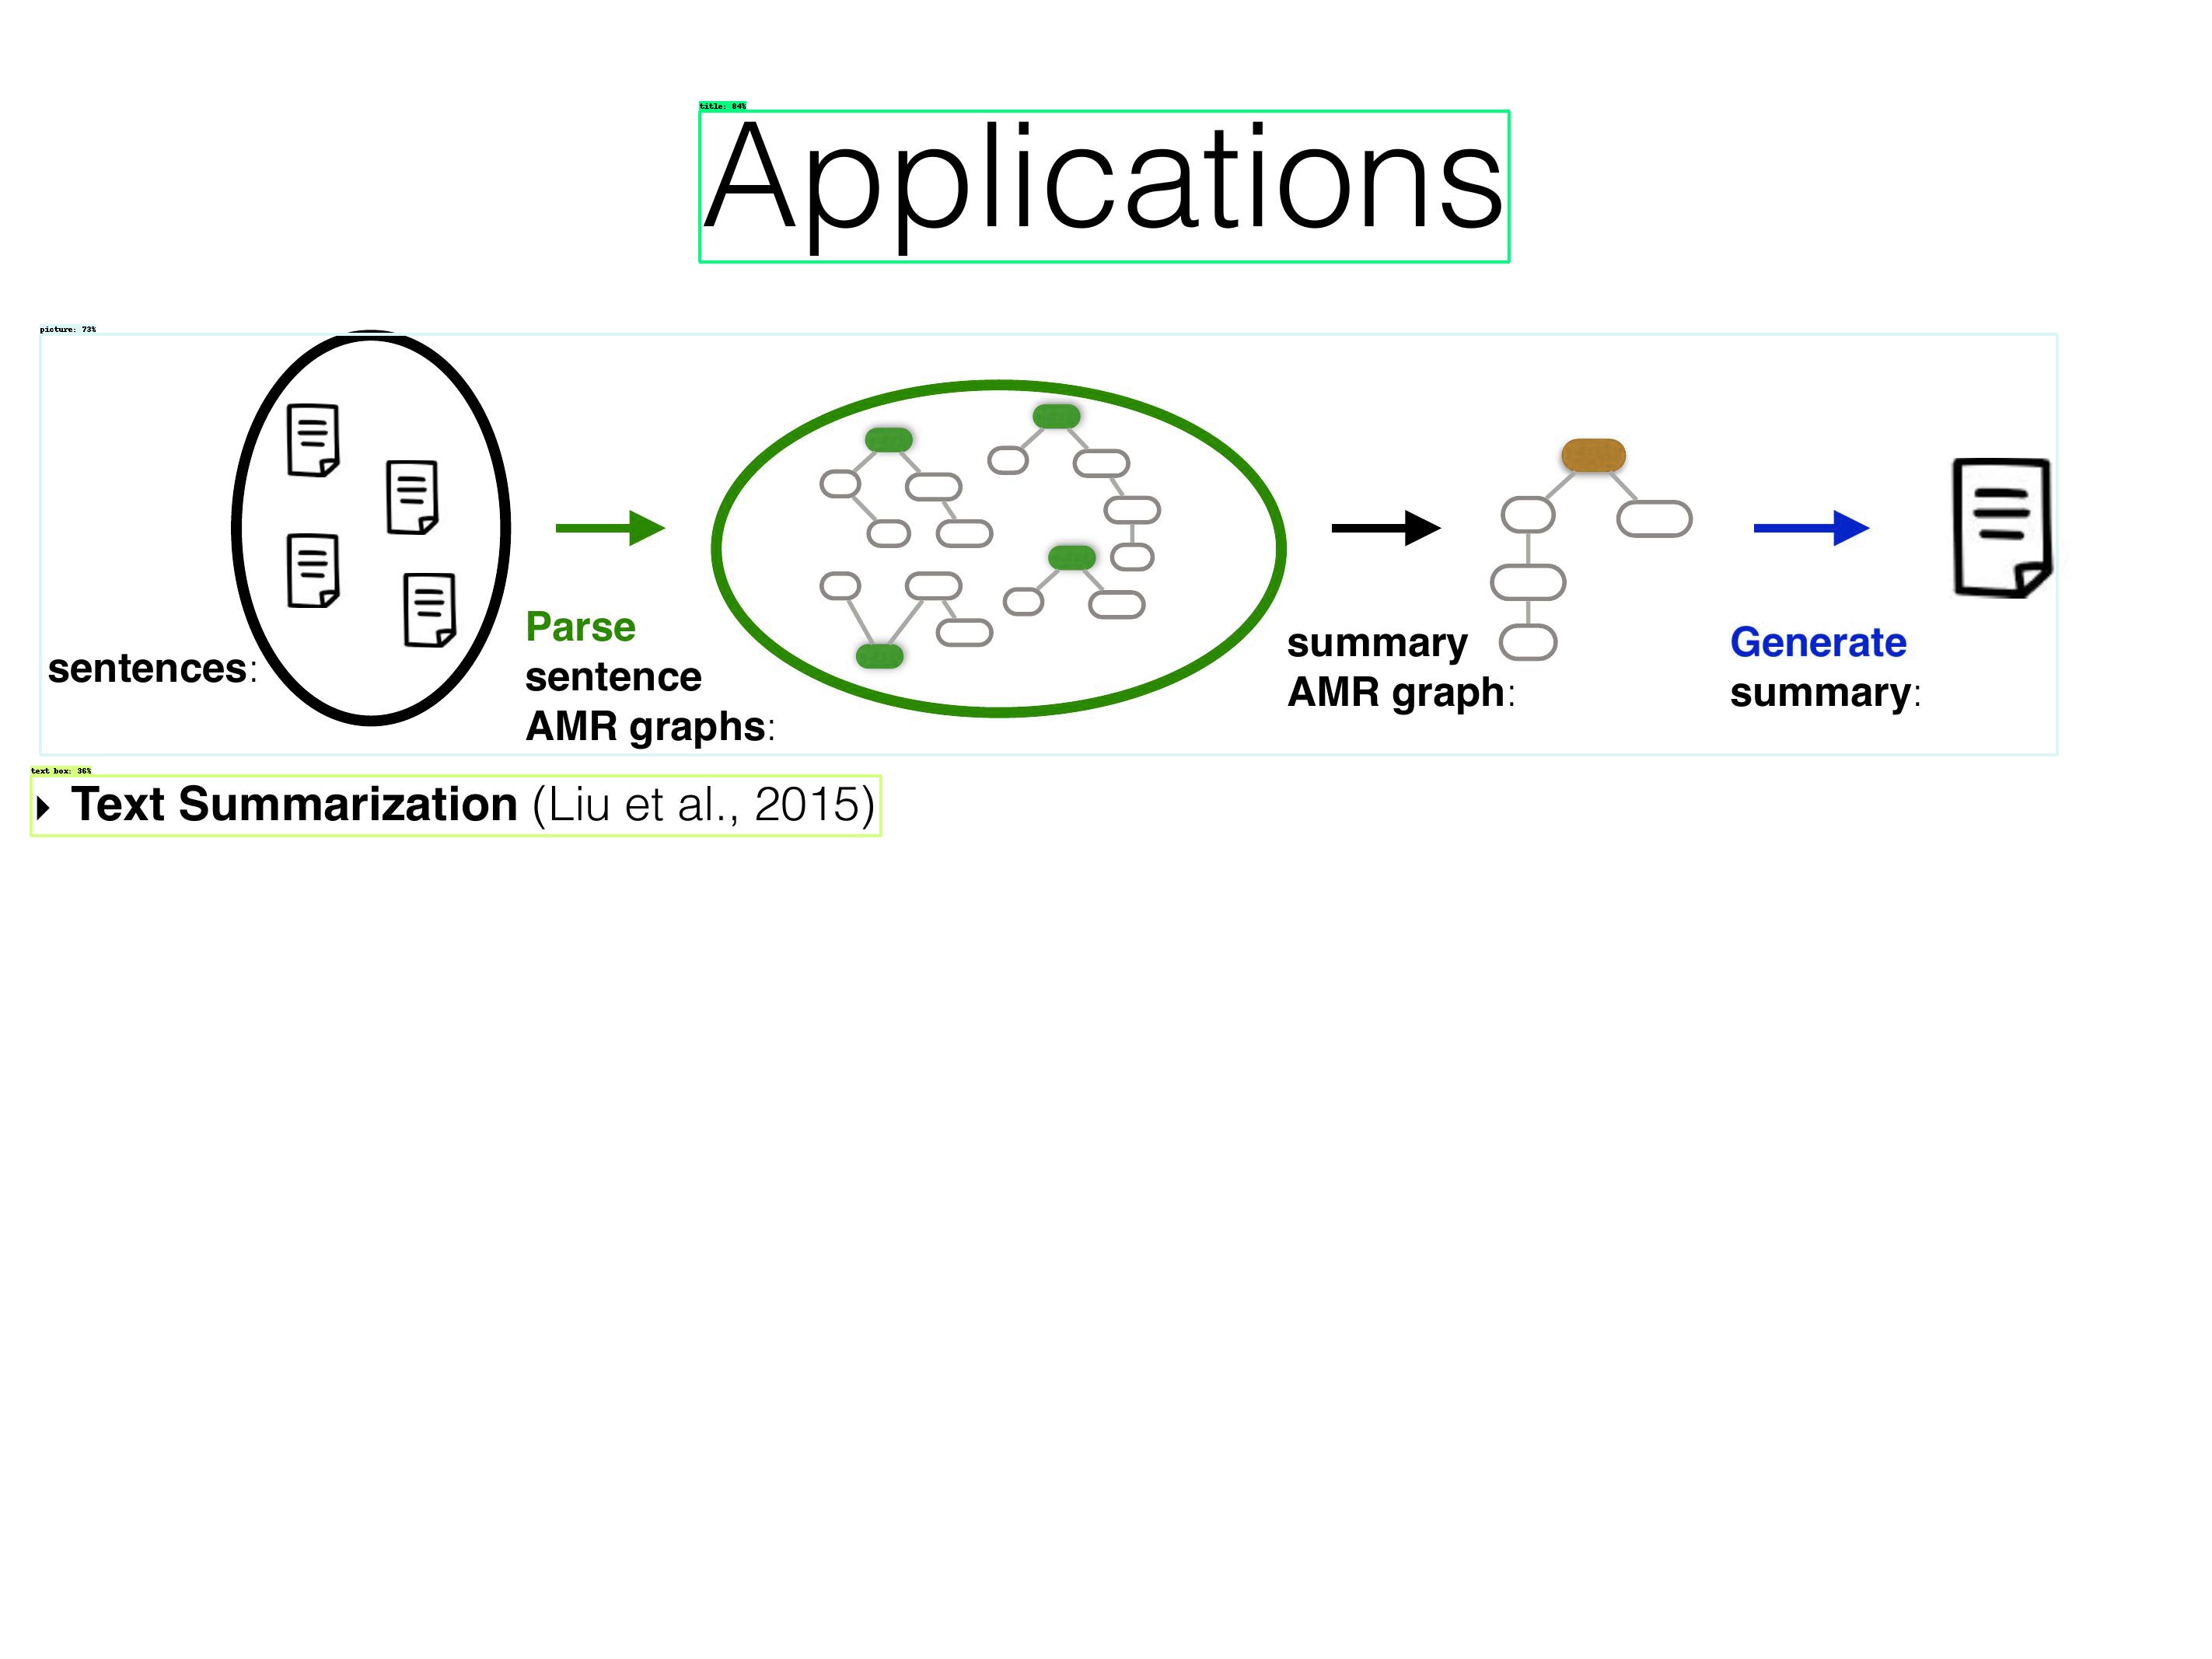 title: 84%
Applications
picture: 73%
sentences:
Parse
sentence
AMR graphs:
summary
AMR graph:
Generate
summary:
text box: 36%
‣ Text Summarization (Liu et al., 2015)